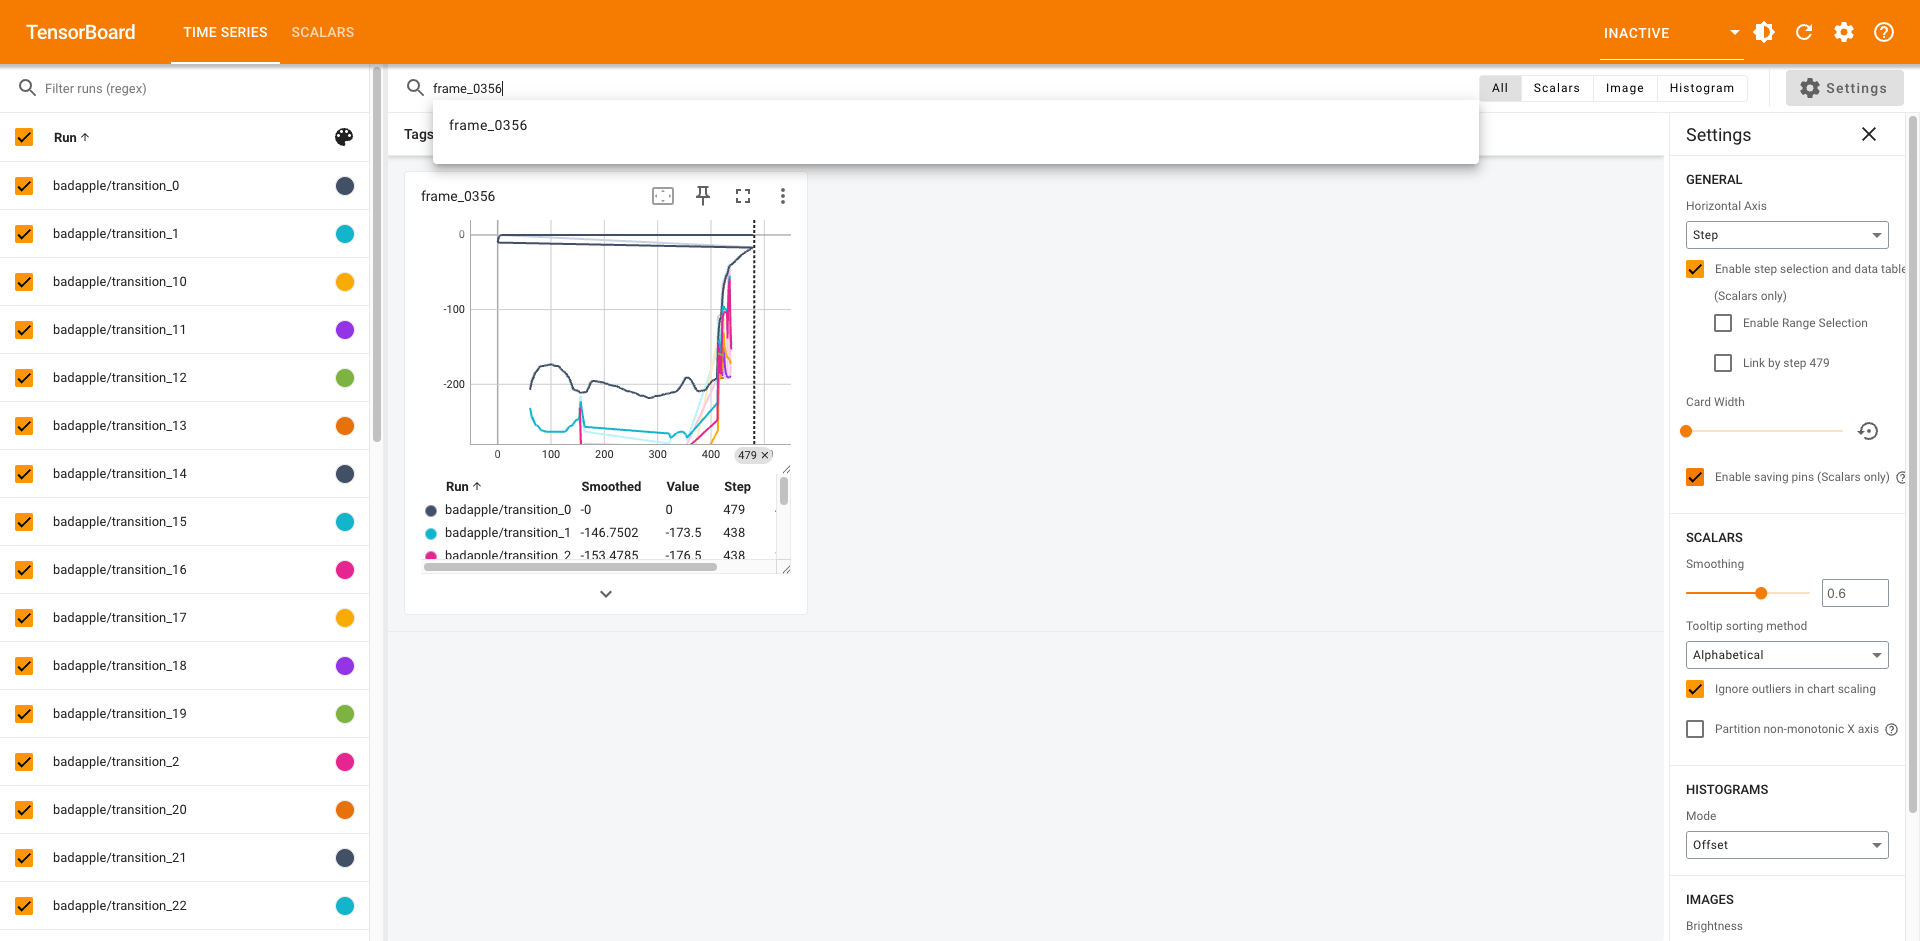 TensorBoard
TIME SERIES
SCALARS
INACTIVE
Filter runs (regex)
frame_0356
All
Scalars
Image
Histogram
Settings
frame_0356
Run
Tags
Settings
badapple/transition_0
badapple/transition_1
badapple/transition_10
badapple/transition_11
badapple/transition_12
badapple/transition_13
badapple/transition_14
badapple/transition_15
badapple/transition_16
badapple/transition_17
badapple/transition_18
badapple/transition_19
badapple/transition_2
badapple/transition_20
badapple/transition_21
badapple/transition_22
frame_0356
0
-100
-200
0 100 200 300 400 479
Run Smoothed Value Step
badapple/transition_0 -0 0 479
badapple/transition_1 -146.7502 -173.5 438
badapple/transition_2 -153.4785 -176.5 438
GENERAL
Horizontal Axis
Step
Enable step selection and data table
(Scalars only)
Enable Range Selection
Link by step 479
Card Width
Enable saving pins (Scalars only)
SCALARS
Smoothing
0.6
Tooltip sorting method
Alphabetical
Ignore outliers in chart scaling
Partition non-monotonic X axis
HISTOGRAMS
Mode
Offset
IMAGES
Brightness